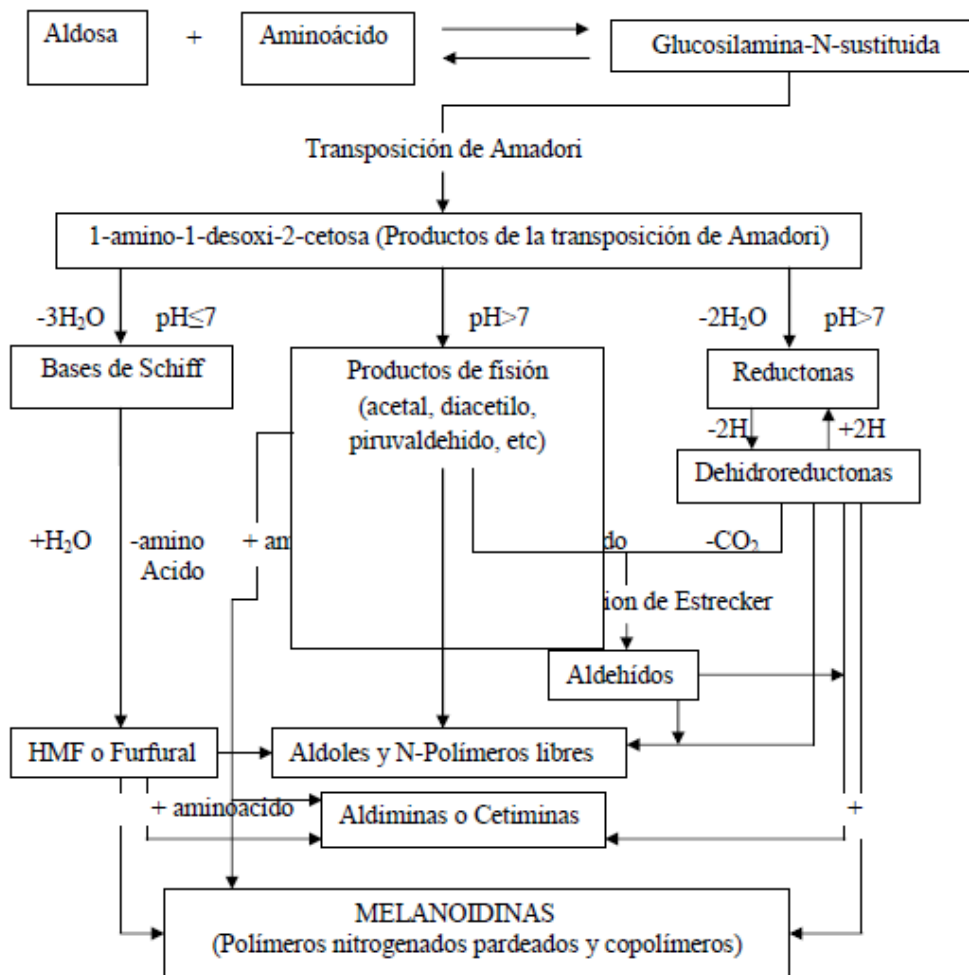 Aldosa + Aminoácido Glucosilamina-N-sustituida
Transposición de Amadori
1-amino-1-desoxi-2-cetosa (Productos de la transposición de Amadori)
-3H₂O pH≤7 pH>7 -2H₂O pH>7
Bases de Schiff
Productos de fisión
(acetal, diacetilo,
piruvaldehido, etc)
Reductonas
-2H +2H
Dehidroreductonas
+H₂O -amino
Acido
+ -CO₂
de Estrecker
Aldehídos
HMF o Furfural Aldoles y N-Polímeros libres
+ aminoácido Aldiminas o Cetiminas +
MELANOIDINAS
(Polímeros nitrogenados pardeados y copolímeros)